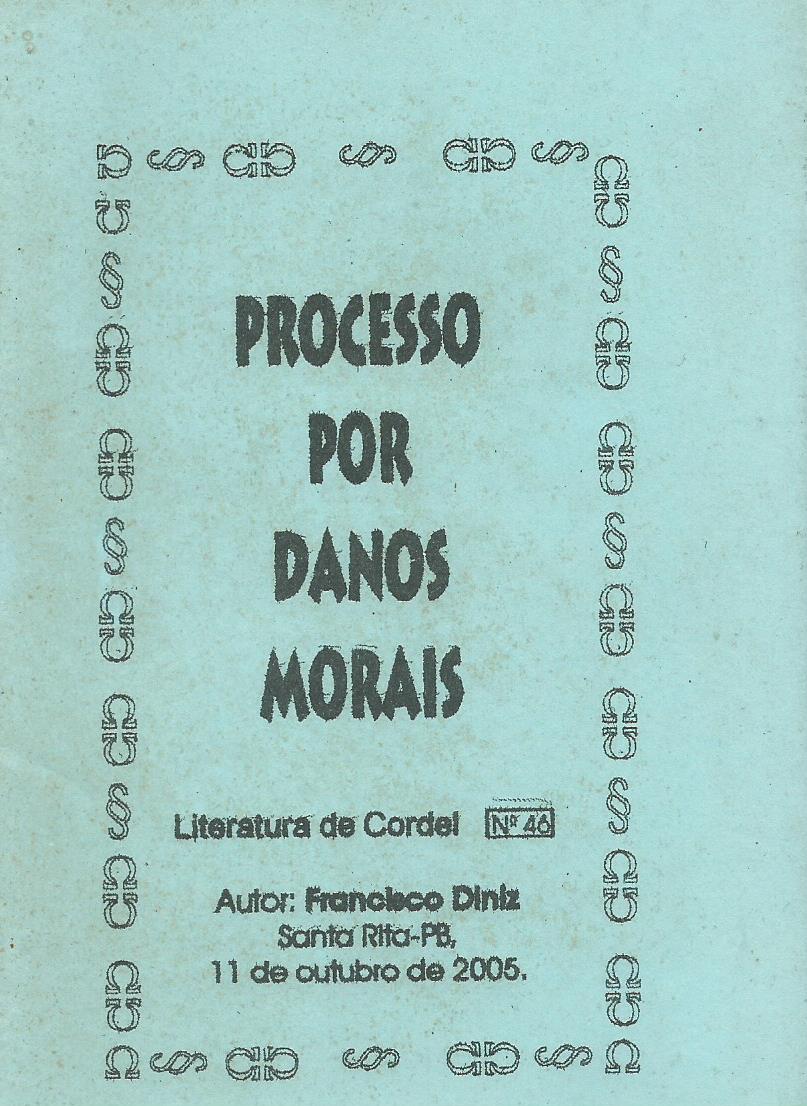 PROCESSO
POR
DANOS
MORAIS
Literatura de Cordel Nº 46
Autor: Francisco Diniz
Santa Rita-PB,
11 de outubro de 2005.